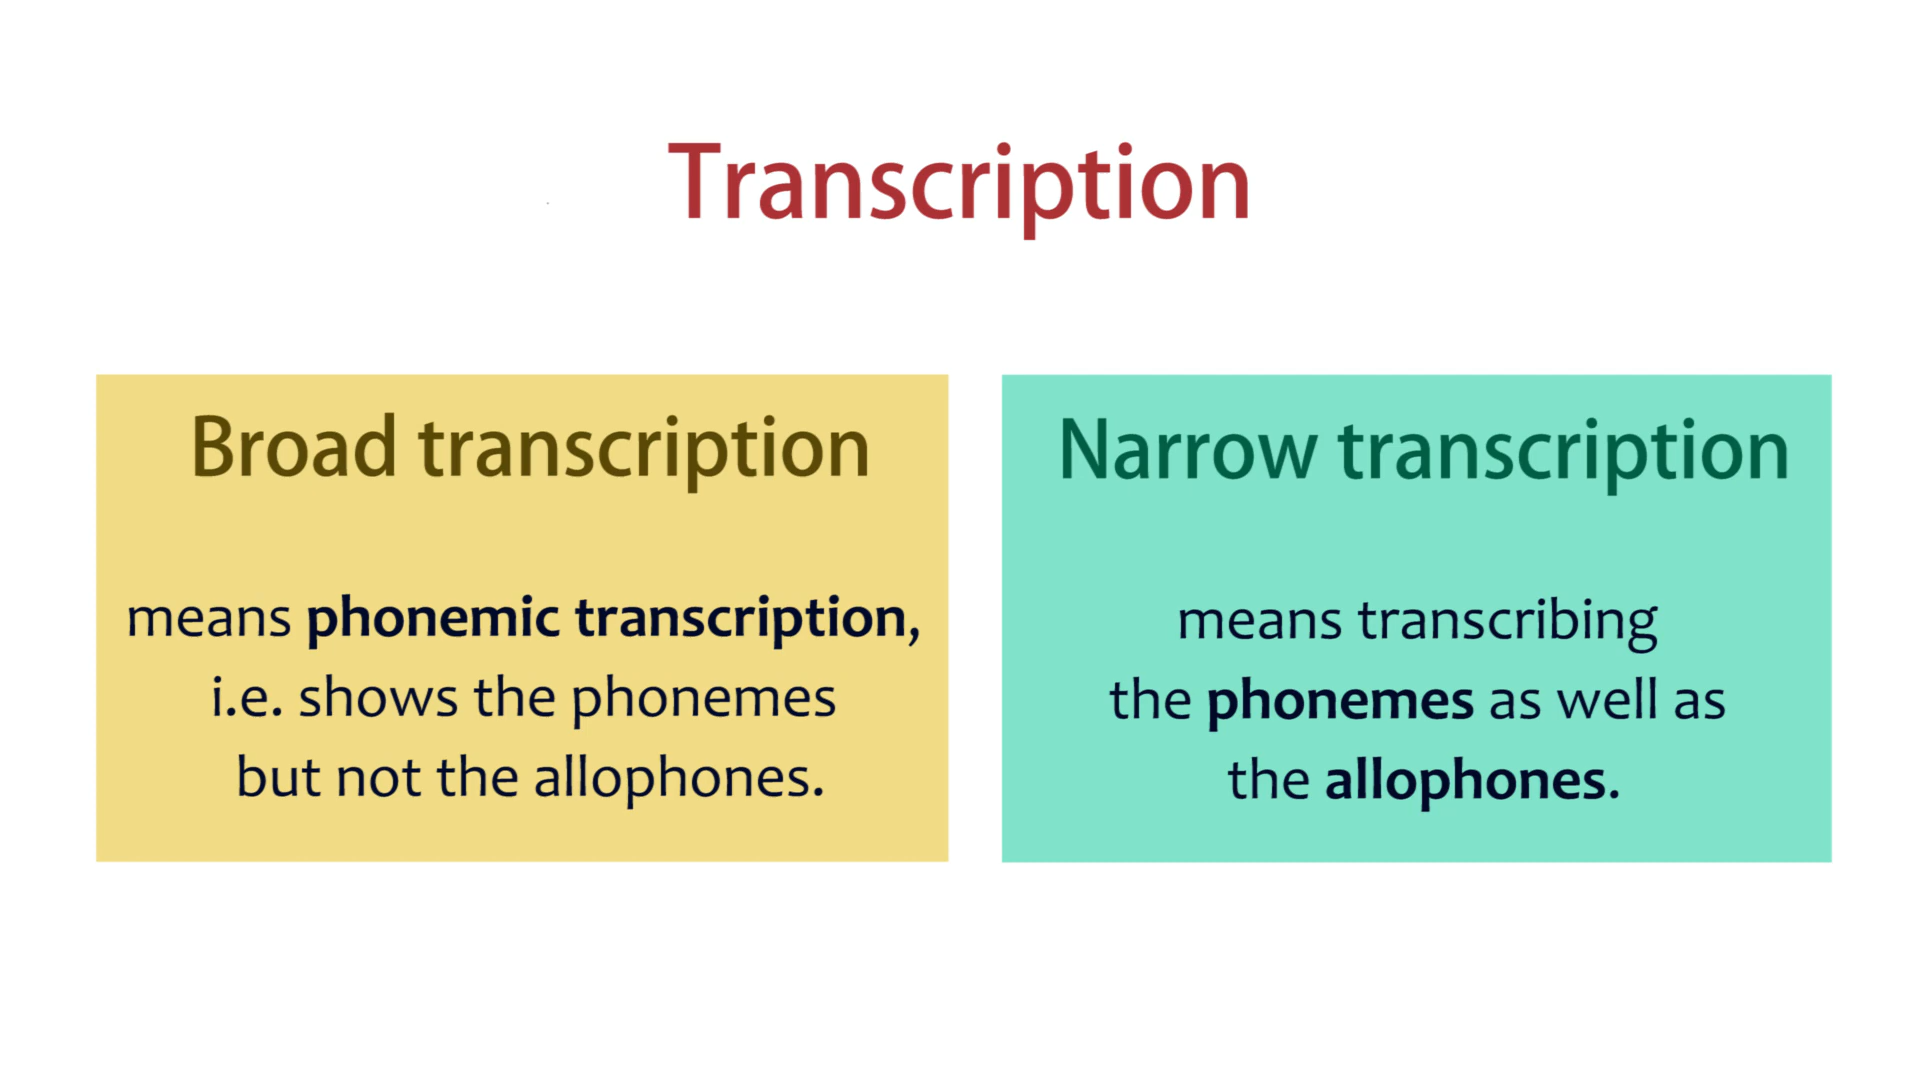 Transcription
Broad transcription
means phonemic transcription,
i.e. shows the phonemes
but not the allophones.
Narrow transcription
means transcribing
the phonemes as well as
the allophones.